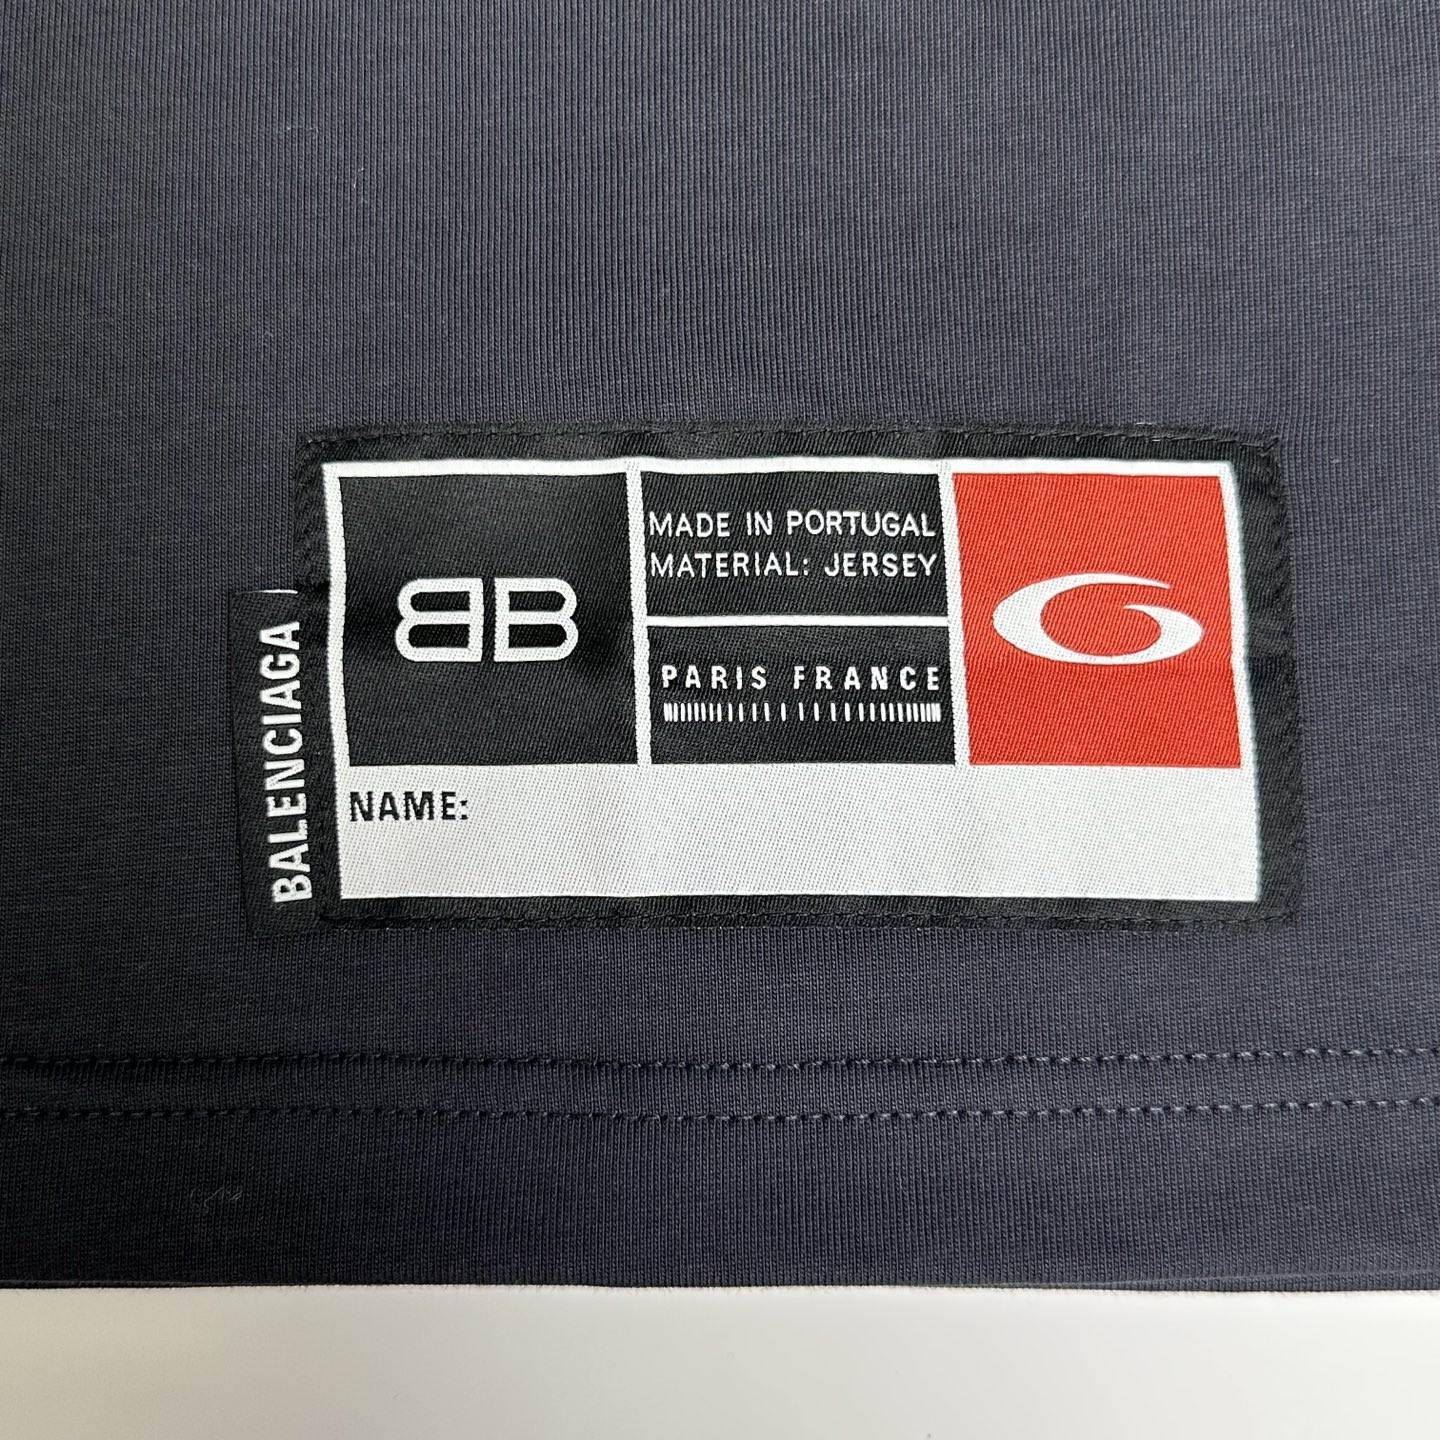 BALENCIAGA
BB
MADE IN PORTUGAL
MATERIAL: JERSEY
PARIS FRANCE
NAME: